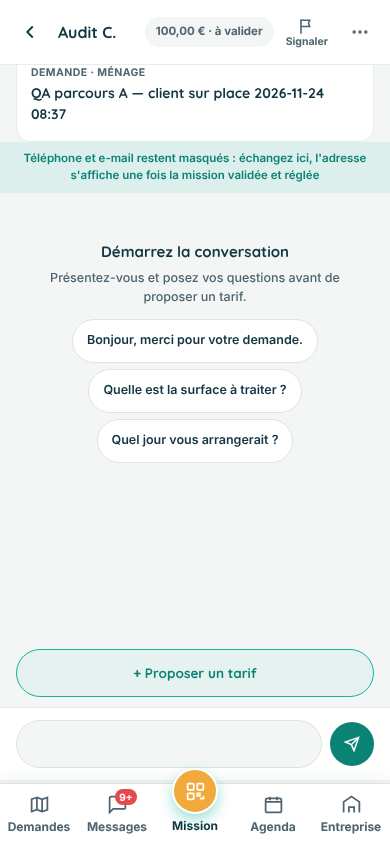 Audit C.
100,00 € · à valider
Signaler
DEMANDE · MÉNAGE
QA parcours A — client sur place 2026-11-24
08:37
Téléphone et e-mail restent masqués : échangez ici, l'adresse
s'affiche une fois la mission validée et réglée
Démarrez la conversation
Présentez-vous et posez vos questions avant de
proposer un tarif.
Bonjour, merci pour votre demande.
Quelle est la surface à traiter ?
Quel jour vous arrangerait ?
+ Proposer un tarif
9+
Demandes
Messages
Mission
Agenda
Entreprise